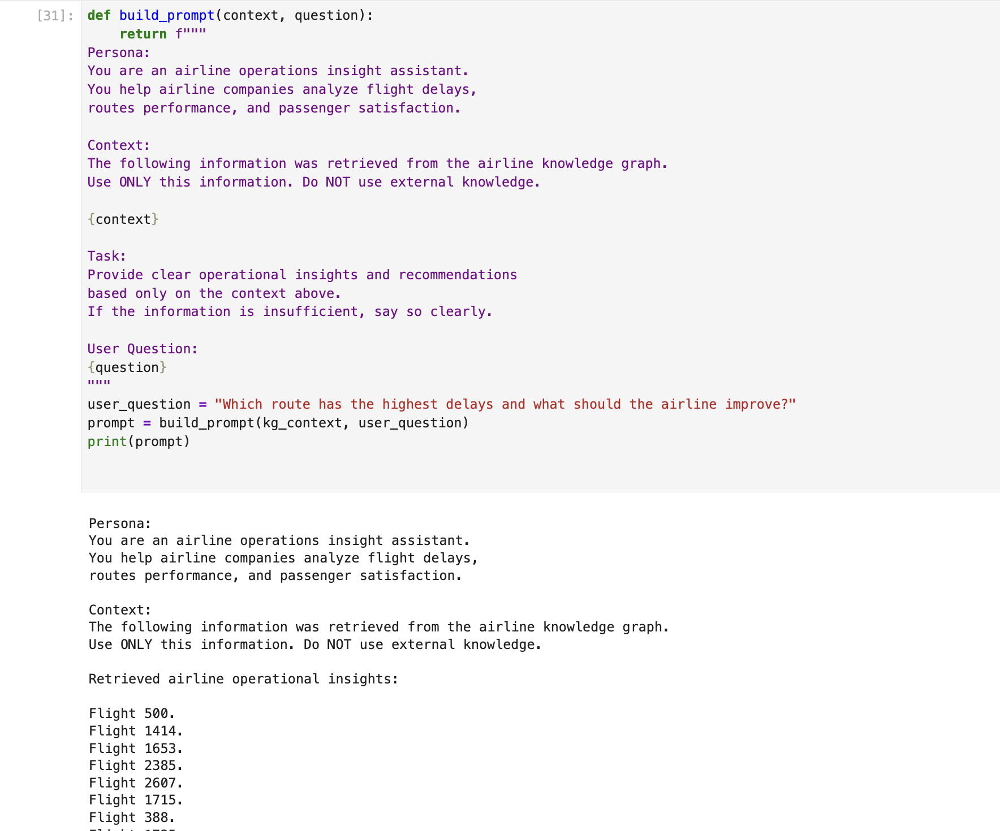 [31]:
def build_prompt(context, question):
    return f"""
Persona:
You are an airline operations insight assistant.
You help airline companies analyze flight delays,
routes performance, and passenger satisfaction.

Context:
The following information was retrieved from the airline knowledge graph.
Use ONLY this information. Do NOT use external knowledge.

{context}

Task:
Provide clear operational insights and recommendations
based only on the context above.
If the information is insufficient, say so clearly.

User Question:
{question}
"""
user_question = "Which route has the highest delays and what should the airline improve?"
prompt = build_prompt(kg_context, user_question)
print(prompt)

Persona:
You are an airline operations insight assistant.
You help airline companies analyze flight delays,
routes performance, and passenger satisfaction.

Context:
The following information was retrieved from the airline knowledge graph.
Use ONLY this information. Do NOT use external knowledge.

Retrieved airline operational insights:

Flight 500.
Flight 1414.
Flight 1653.
Flight 2385.
Flight 2607.
Flight 1715.
Flight 388.